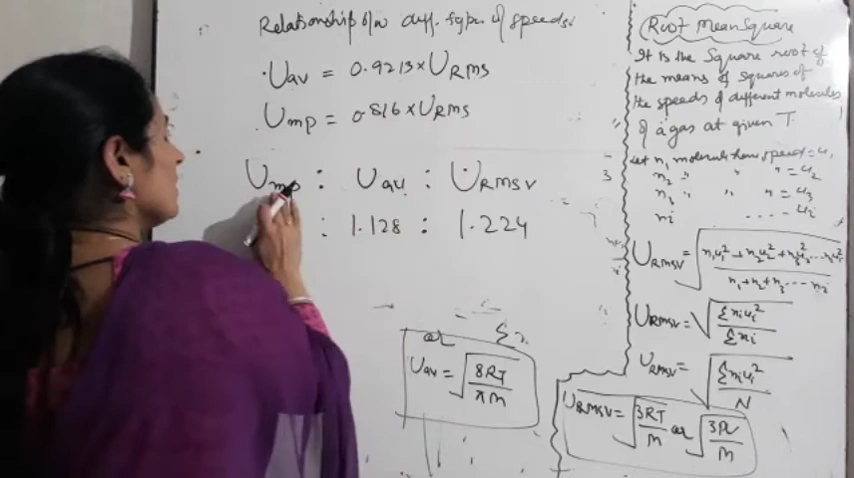 Relationship b/w diff. type of speeds
Uav = 0.9213 × URMS
Ump = 0.816 × URMS
Ump : Uav : URMSV
: 1.128 : 1.224
or
Uav = √(8RT/πM)
Root Mean Square
It is the Square root of
the means of squares of
the speeds of different molecules
of a gas at given T.
Let n₁ molecule have speed = u₁
n₂ " " " = u₂
n₃ " " " = u₃
ni .... ui
URMSV = √((n₁u₁² + n₂u₂² + n₃u₃² ... niui²)/(n₁ + n₂ + n₃ ... ni))
URMSV = √(Σniui²/Σni)
URMSV = √(Σniui²/N)
URMSV = √(3RT/M) or √(3PV/M)